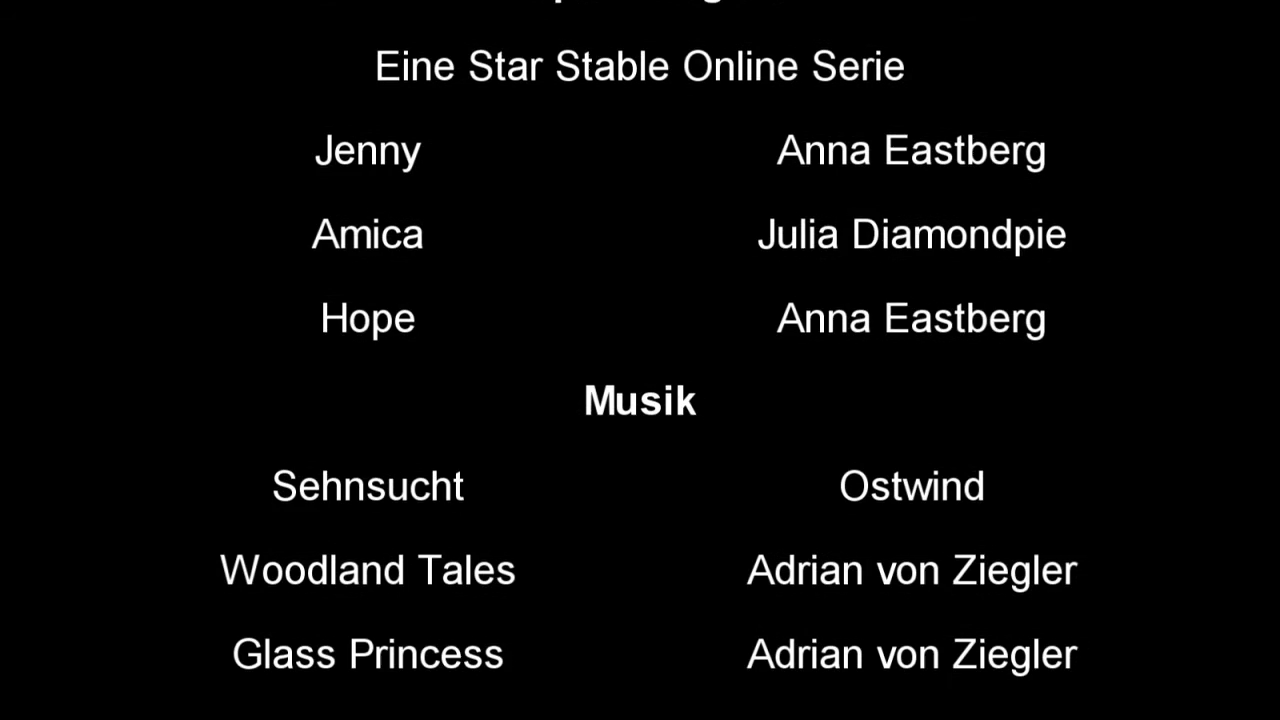 Eine Star Stable Online Serie
Jenny Anna Eastberg
Amica Julia Diamondpie
Hope Anna Eastberg
Musik
Sehnsucht Ostwind
Woodland Tales Adrian von Ziegler
Glass Princess Adrian von Ziegler